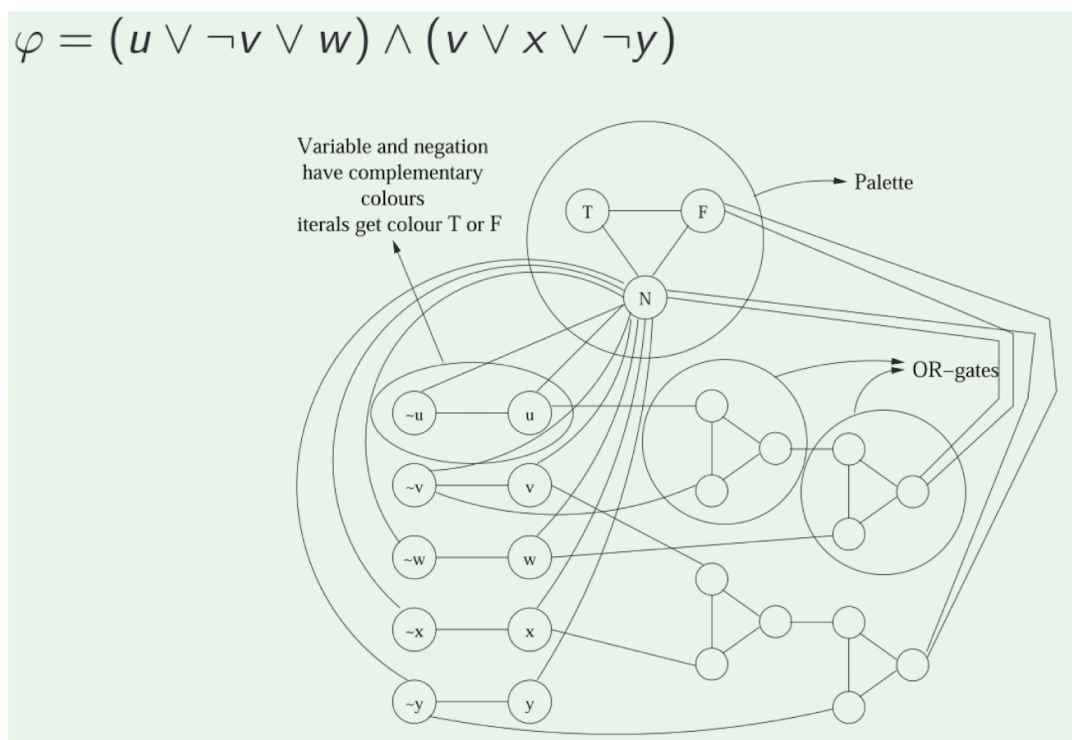 φ = (u ∨ ¬v ∨ w) ∧ (v ∨ x ∨ ¬y)
Variable and negation
have complementary
colours
iterals get colour T or F
Palette
T
F
N
OR−gates
~u
u
~v
v
~w
w
~x
x
~y
y